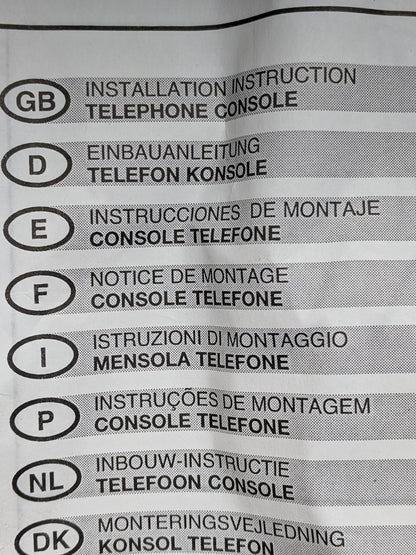 GB INSTALLATION INSTRUCTION
TELEPHONE CONSOLE
D EINBAUANLEITUNG
TELEFON KONSOLE
E INSTRUCCIONES DE MONTAJE
CONSOLE TELEFONE
F NOTICE DE MONTAGE
CONSOLE TELEFONE
I ISTRUZIONI DI MONTAGGIO
MENSOLA TELEFONE
P INSTRUÇÕES DE MONTAGEM
CONSOLE TELEFONE
NL INBOUW-INSTRUCTIE
TELEFOON CONSOLE
DK MONTERINGSVEJLEDNING
KONSOL TELEFON